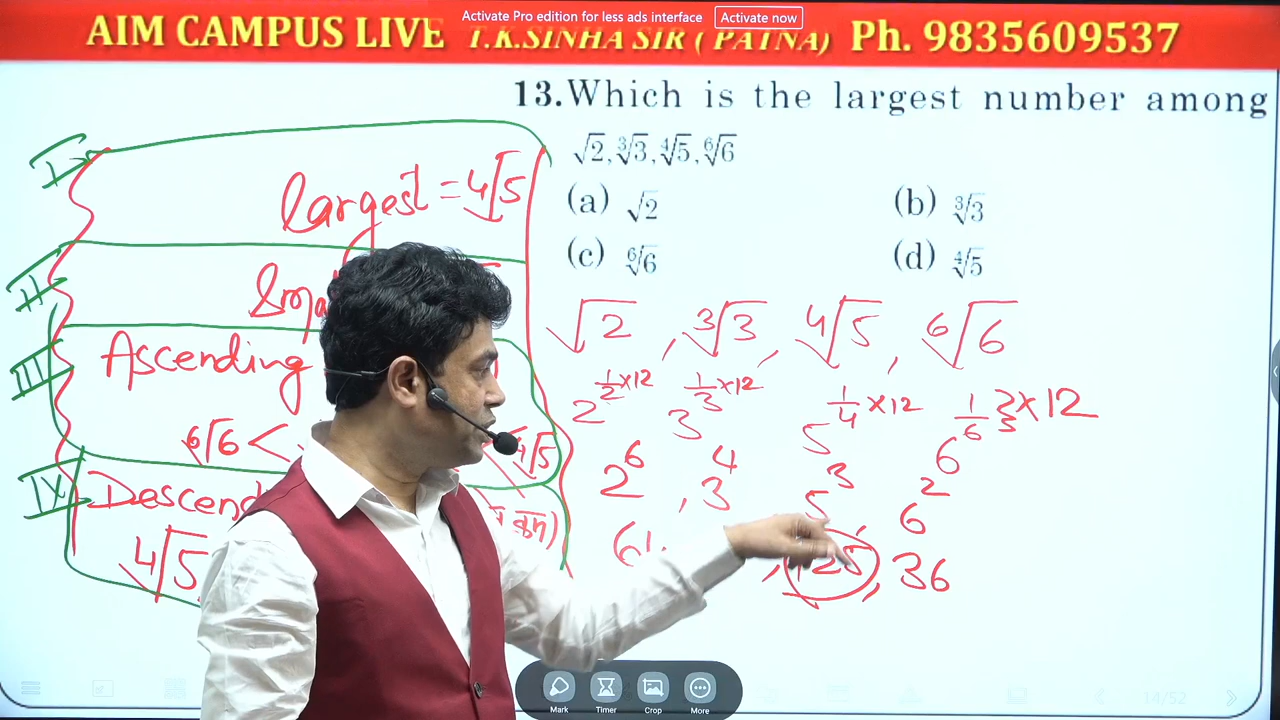 Activate Pro edition for less ads interface Activate now
AIM CAMPUS LIVE T.K.SINHA SIR ( PATNA) Ph. 9835609537
13.Which is the largest number among
√2,∛3,∜5,⁶√6
(a) √2 (b) ∛3
(c) ⁶√6 (d) ∜5
√2 , ∛3 , ∜5 , ⁶√6
2^(1/2×12) 3^(1/3×12) 5^(1/4×12) 6^(1/6×12)
2^6 , 3^4 5^3 , 6^2
, 125 , 36
I
largest = ∜5
II
III
Ascending
⁶√6 < ∜5
IV
Descend
∜5
Mark Timer Crop More
14/52